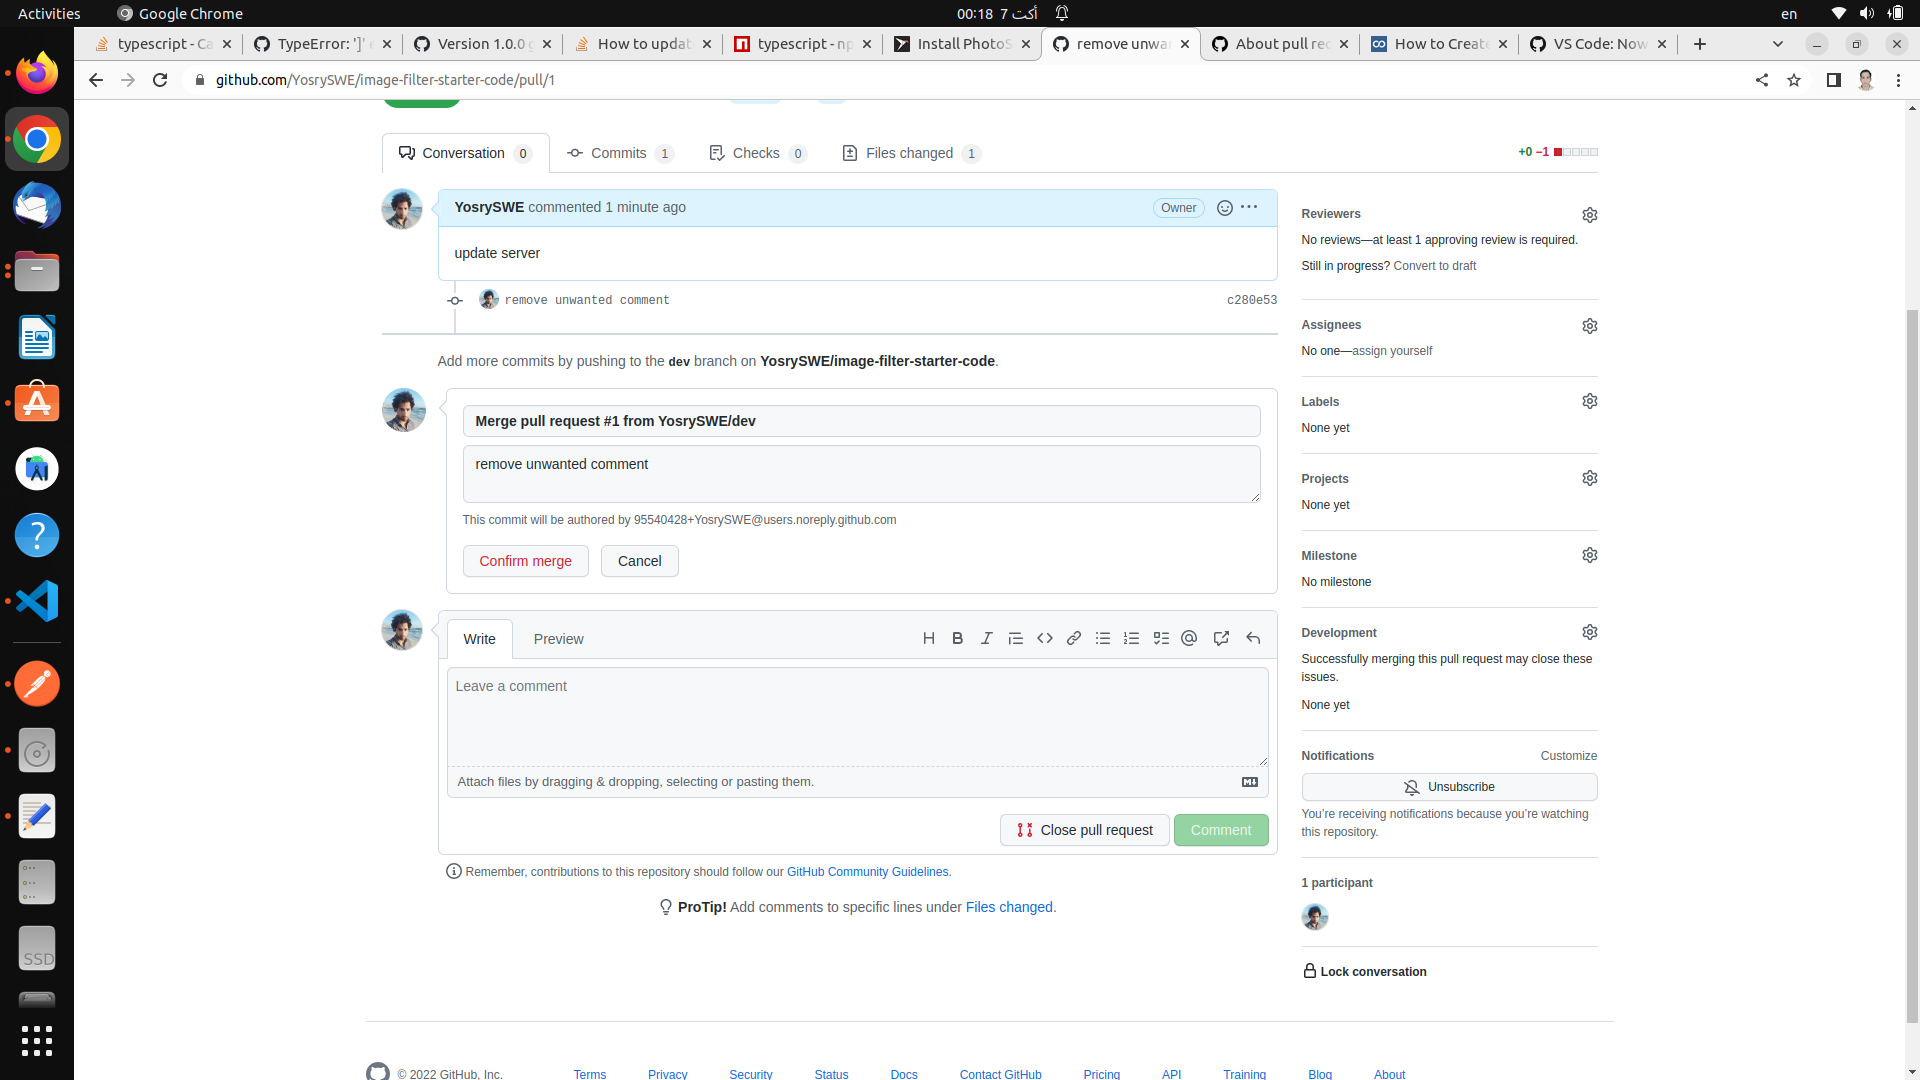 Activities
Google Chrome
00:18 7 أكت
en
typescript - Ca
TypeError: ']' e
Version 1.0.0 g
How to updat
typescript - np
Install PhotoS
remove unwan
About pull rec
How to Create
VS Code: Now
github.com/YosrySWE/image-filter-starter-code/pull/1
Conversation 0
Commits 1
Checks 0
Files changed 1
+0 −1
YosrySWE commented 1 minute ago
Owner
update server
remove unwanted comment
c280e53
Add more commits by pushing to the dev branch on YosrySWE/image-filter-starter-code.
Merge pull request #1 from YosrySWE/dev
remove unwanted comment
This commit will be authored by 95540428+YosrySWE@users.noreply.github.com
Confirm merge
Cancel
Write
Preview
Leave a comment
Attach files by dragging & dropping, selecting or pasting them.
Close pull request
Comment
Remember, contributions to this repository should follow our GitHub Community Guidelines.
ProTip! Add comments to specific lines under Files changed.
Reviewers
No reviews—at least 1 approving review is required.
Still in progress? Convert to draft
Assignees
No one—assign yourself
Labels
None yet
Projects
None yet
Milestone
No milestone
Development
Successfully merging this pull request may close these
issues.
None yet
Notifications
Customize
Unsubscribe
You're receiving notifications because you're watching
this repository.
1 participant
Lock conversation
SSD
© 2022 GitHub, Inc.
Terms
Privacy
Security
Status
Docs
Contact GitHub
Pricing
API
Training
Blog
About